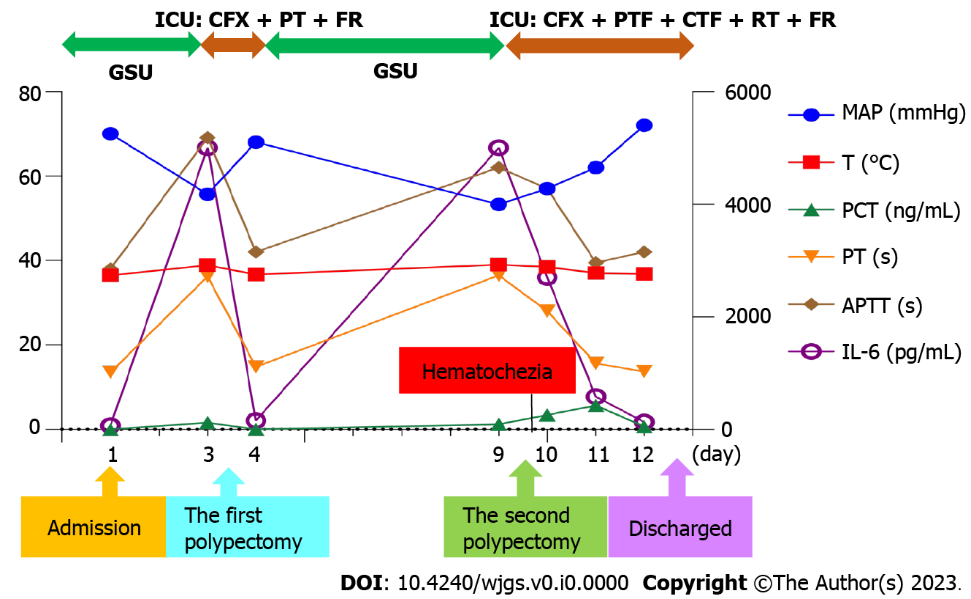 ICU: CFX + PT + FR
ICU: CFX + PTF + CTF + RT + FR
GSU
GSU
80
60
40
20
0
6000
4000
2000
0
MAP (mmHg)
T (°C)
PCT (ng/mL)
PT (s)
APTT (s)
IL-6 (pg/mL)
Hematochezia
1 3 4 9 10 11 12 (day)
Admission
The first
polypectomy
The second
polypectomy
Discharged
DOI: 10.4240/wjgs.v0.i0.0000 Copyright ©The Author(s) 2023.